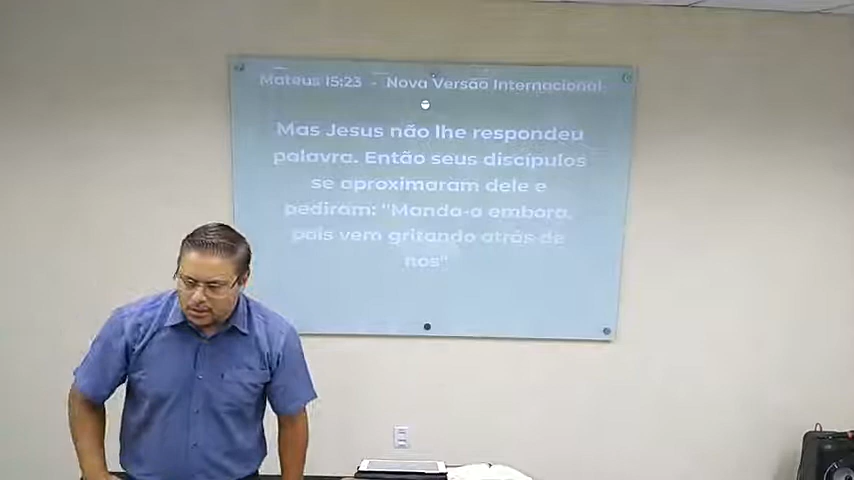 Mateus 15:23 - Nova Versão Internacional
Mas Jesus não lhe respondeu
palavra. Então seus discípulos
se aproximaram dele e
pediram: "Manda-a embora,
pois vem gritando atrás de
nós"